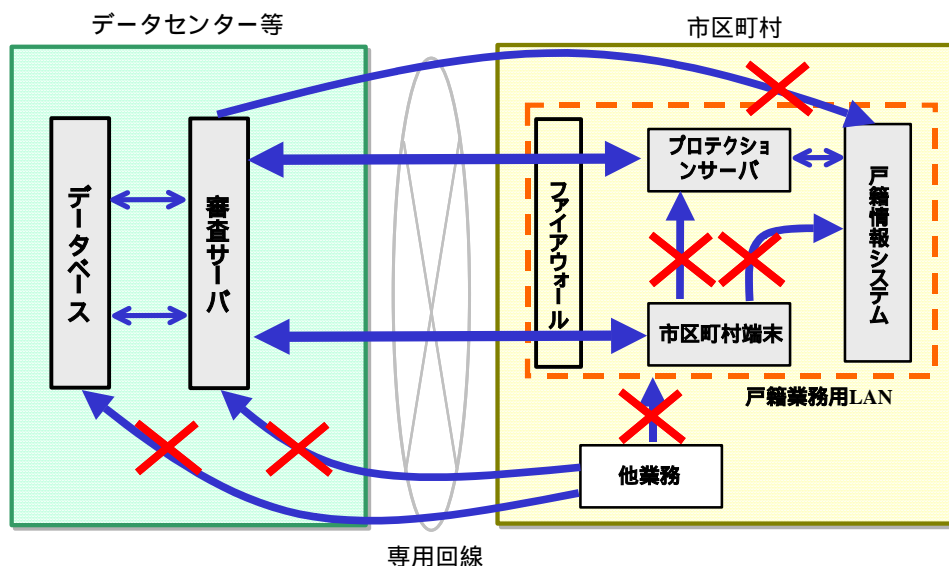 データセンター等
市区町村
データベース
審査サーバ
ファイアウォール
プロテクショ
ンサーバ
戸籍情報システム
市区町村端末
戸籍業務用LAN
他業務
専用回線